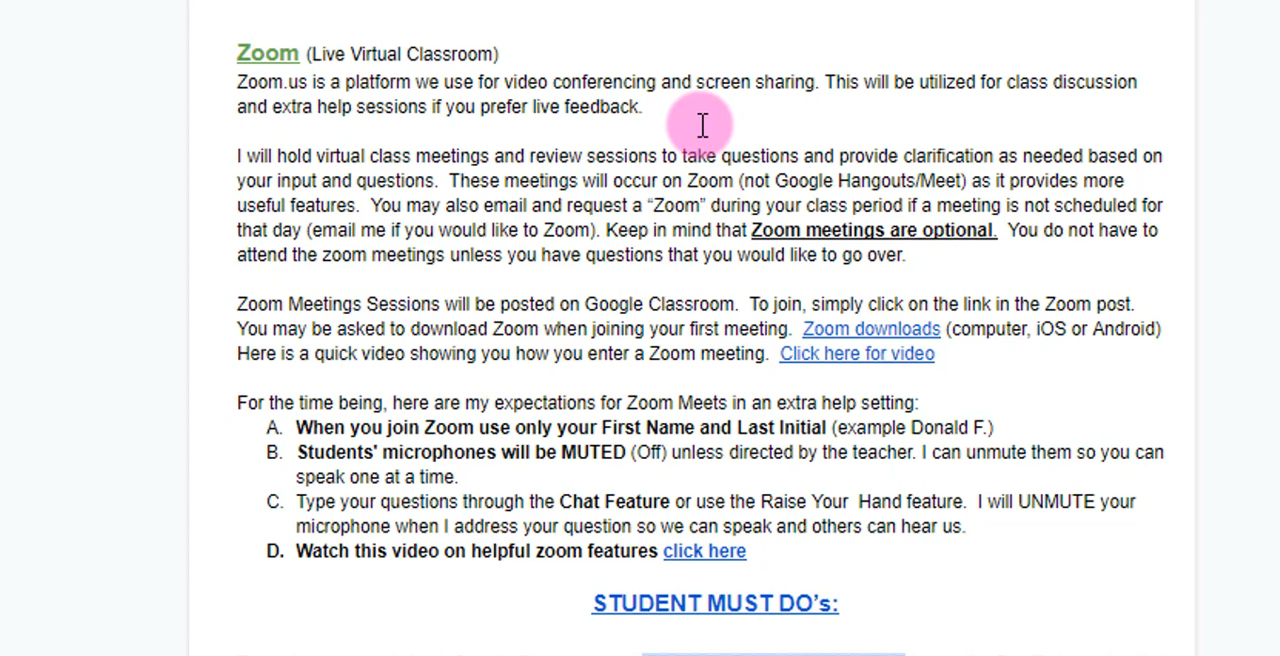 Zoom (Live Virtual Classroom)
Zoom.us is a platform we use for video conferencing and screen sharing. This will be utilized for class discussion
and extra help sessions if you prefer live feedback.
I will hold virtual class meetings and review sessions to take questions and provide clarification as needed based on
your input and questions.  These meetings will occur on Zoom (not Google Hangouts/Meet) as it provides more
useful features.  You may also email and request a “Zoom” during your class period if a meeting is not scheduled for
that day (email me if you would like to Zoom). Keep in mind that Zoom meetings are optional.  You do not have to
attend the zoom meetings unless you have questions that you would like to go over.
Zoom Meetings Sessions will be posted on Google Classroom.  To join, simply click on the link in the Zoom post.
You may be asked to download Zoom when joining your first meeting.  Zoom downloads (computer, iOS or Android)
Here is a quick video showing you how you enter a Zoom meeting.  Click here for video
For the time being, here are my expectations for Zoom Meets in an extra help setting:
A. When you join Zoom use only your First Name and Last Initial (example Donald F.)
B. Students' microphones will be MUTED (Off) unless directed by the teacher. I can unmute them so you can
speak one at a time.
C. Type your questions through the Chat Feature or use the Raise Your  Hand feature.  I will UNMUTE your
microphone when I address your question so we can speak and others can hear us.
D. Watch this video on helpful zoom features click here
STUDENT MUST DO’s: